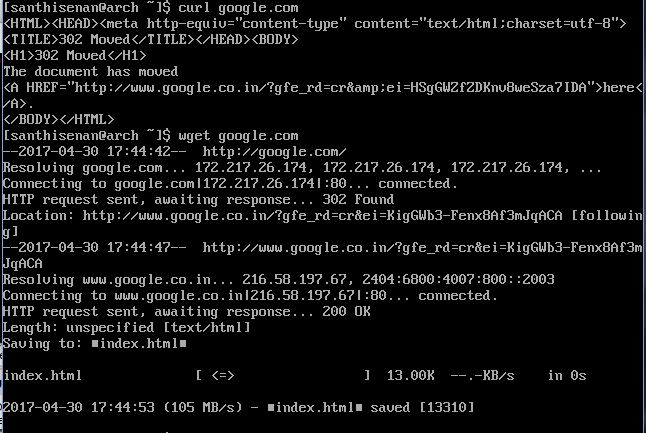 [santhisenan@arch ~]$ curl google.com
<HTML><HEAD><meta http-equiv="content-type" content="text/html;charset=utf-8">
<TITLE>302 Moved</TITLE></HEAD><BODY>
<H1>302 Moved</H1>
The document has moved
<A HREF="http://www.google.co.in/?gfe_rd=cr&amp;ei=HSgGWZfZDKnv8weSza7IDA">here<
/A>.
</BODY></HTML>
[santhisenan@arch ~]$ wget google.com
--2017-04-30 17:44:42--  http://google.com/
Resolving google.com... 172.217.26.174, 172.217.26.174, 172.217.26.174, ...
Connecting to google.com|172.217.26.174|:80... connected.
HTTP request sent, awaiting response... 302 Found
Location: http://www.google.co.in/?gfe_rd=cr&ei=KigGWb3-Fenx8Af3mJqACA [followin
g]
--2017-04-30 17:44:47--  http://www.google.co.in/?gfe_rd=cr&ei=KigGWb3-Fenx8Af3m
JqACA
Resolving www.google.co.in... 216.58.197.67, 2404:6800:4007:800::2003
Connecting to www.google.co.in|216.58.197.67|:80... connected.
HTTP request sent, awaiting response... 200 OK
Length: unspecified [text/html]
Saving to: ■index.html■
index.html              [ <=>                ]  13.00K  --.-KB/s    in 0s
2017-04-30 17:44:53 (105 MB/s) - ■index.html■ saved [13310]